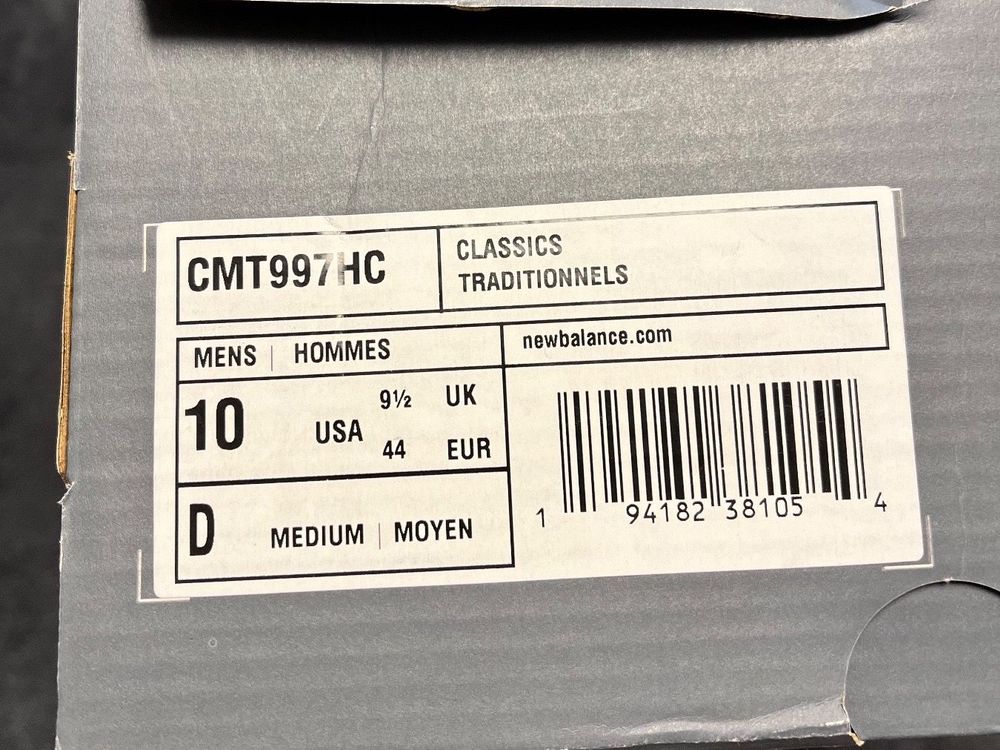 CMT997HC
CLASSICS
TRADITIONNELS
MENS | HOMMES
newbalance.com
10 USA 9½ UK
44 EUR
D MEDIUM | MOYEN
1 94182 38105 4